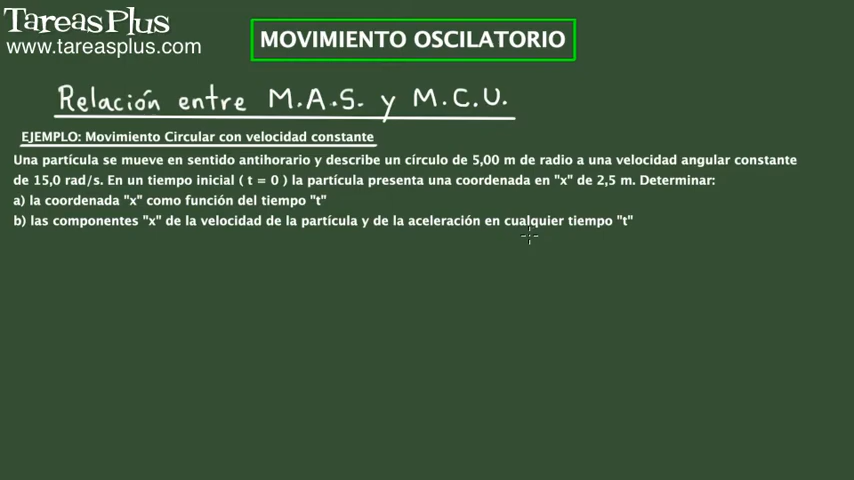 TareasPlus
www.tareasplus.com
MOVIMIENTO OSCILATORIO
Relación entre M.A.S. y M.C.U.
EJEMPLO: Movimiento Circular con velocidad constante
Una partícula se mueve en sentido antihorario y describe un círculo de 5,00 m de radio a una velocidad angular constante
de 15,0 rad/s. En un tiempo inicial ( t = 0 ) la partícula presenta una coordenada en "x" de 2,5 m. Determinar:
a) la coordenada "x" como función del tiempo "t"
b) las componentes "x" de la velocidad de la partícula y de la aceleración en cualquier tiempo "t"